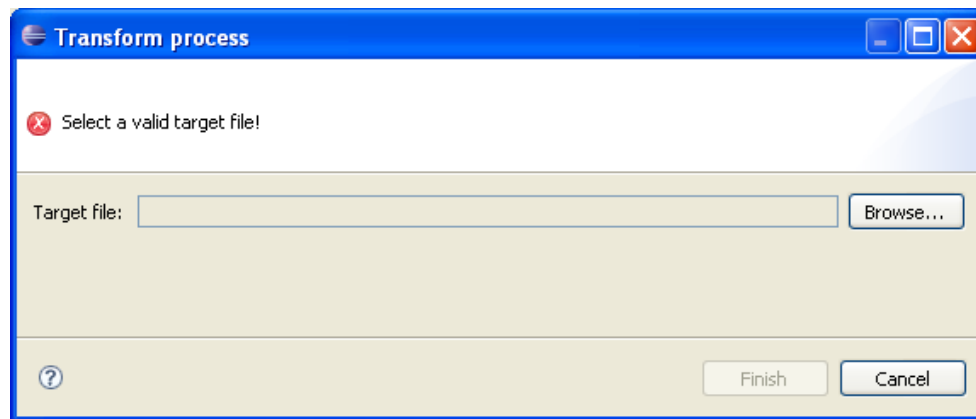 Transform process
Select a valid target file!
Target file:
Browse...
?
Finish
Cancel